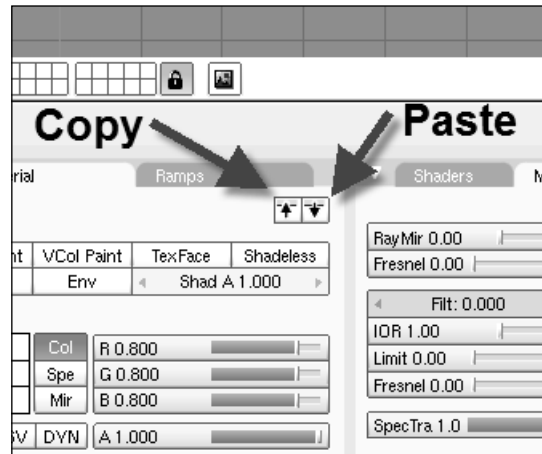 Copy Paste
rial Ramps Shaders M
nt VCol Paint TexFace Shadeless
Env Shad A 1.000
RayMir 0.00
Fresnel 0.00
Filt: 0.000
IOR 1.00
Limit 0.00
Fresnel 0.00
SpecTra 1.0
Col R 0.800
Spe G 0.800
Mir B 0.800
SV DYN A 1.000